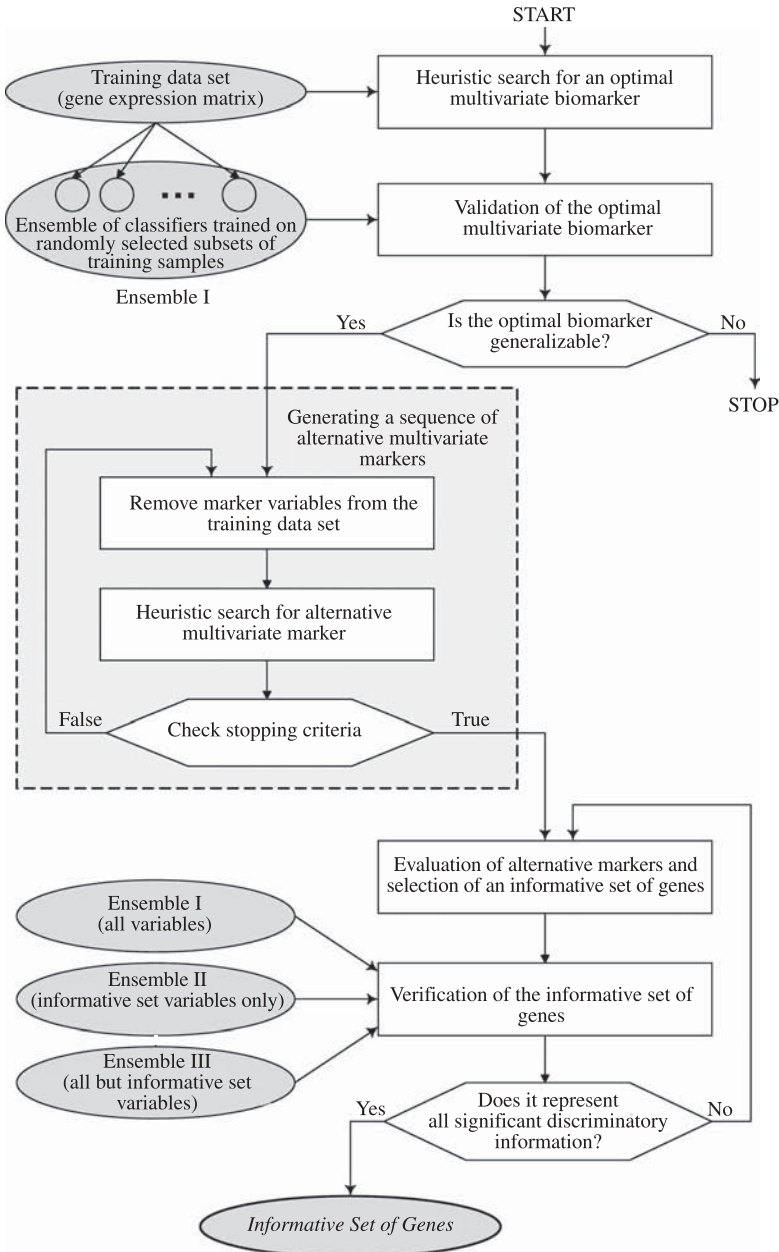 START
Training data set
(gene expression matrix)
Heuristic search for an optimal
multivariate biomarker
Ensemble of classifiers trained on
randomly selected subsets of
training samples
Ensemble I
Validation of the optimal
multivariate biomarker
Yes
Is the optimal biomarker
generalizable?
No
STOP
Generating a sequence of
alternative multivariate
markers
Remove marker variables from the
training data set
Heuristic search for alternative
multivariate marker
False
Check stopping criteria
True
Evaluation of alternative markers and
selection of an informative set of genes
Ensemble I
(all variables)
Ensemble II
(informative set variables only)
Ensemble III
(all but informative set
variables)
Verification of the informative set of
genes
Yes
Does it represent
all significant discriminatory
information?
No
Informative Set of Genes